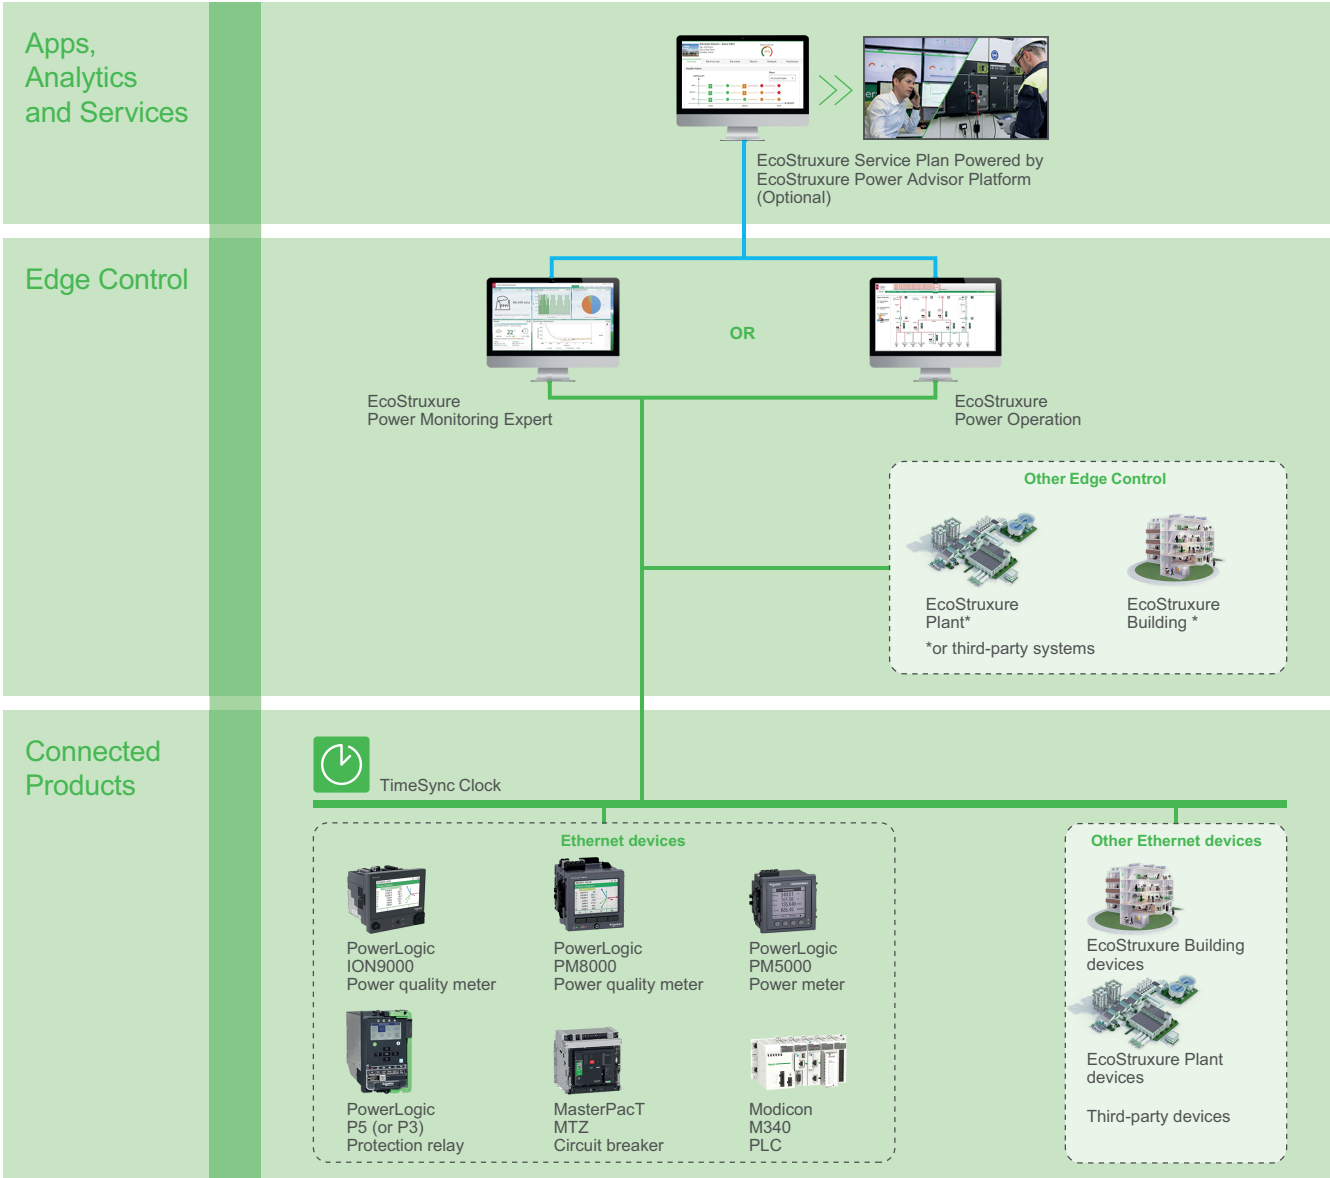 Apps,
Analytics
and Services
EcoStruxure Service Plan Powered by
EcoStruxure Power Advisor Platform
(Optional)
Edge Control
OR
EcoStruxure
Power Monitoring Expert
EcoStruxure
Power Operation
Other Edge Control
EcoStruxure
Plant*
EcoStruxure
Building *
*or third-party systems
Connected
Products
TimeSync Clock
Ethernet devices
PowerLogic
ION9000
Power quality meter
PowerLogic
PM8000
Power quality meter
PowerLogic
PM5000
Power meter
PowerLogic
P5 (or P3)
Protection relay
MasterPacT
MTZ
Circuit breaker
Modicon
M340
PLC
Other Ethernet devices
EcoStruxure Building
devices
EcoStruxure Plant
devices
Third-party devices